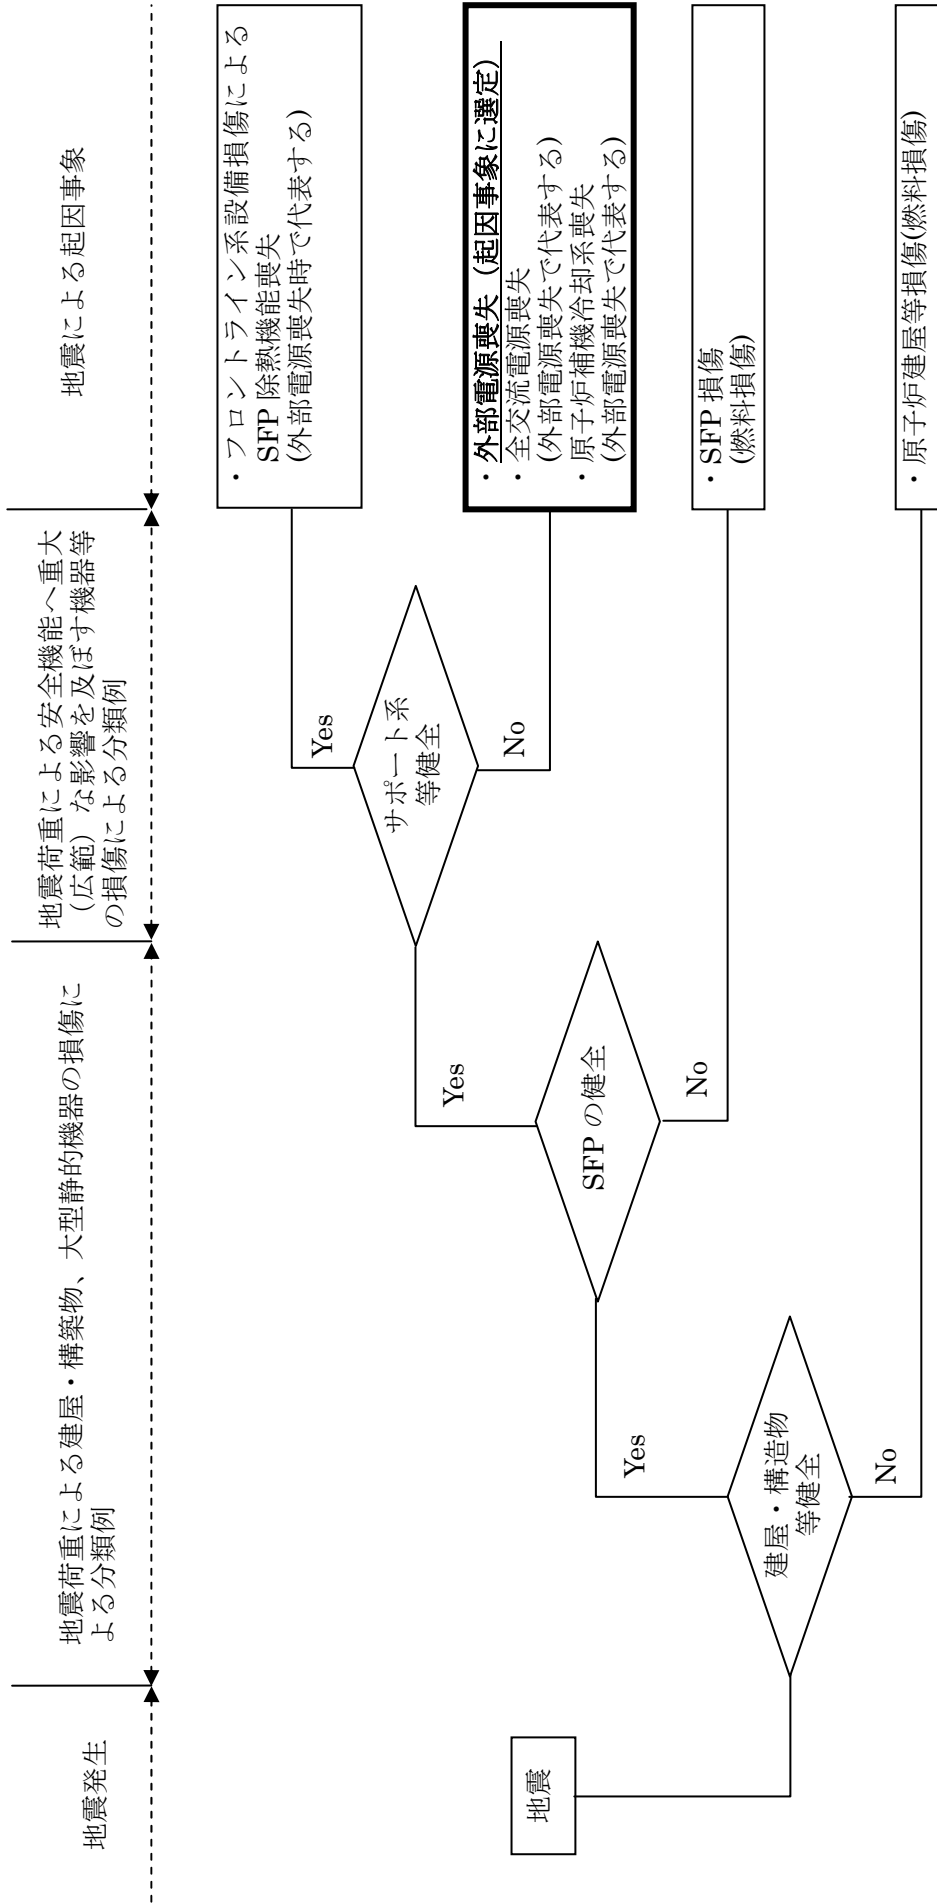 地震発生
地震荷重による建屋・構築物、大型静的機器の損傷に
よる分類例
地震荷重による安全機能へ重大
(広範）な影響を及ぼす機器等
の損傷による分類例
地震による起因事象
地震
建屋・構造物
等健全
Yes
No
SFP の健全
Yes
No
サポート系
等健全
Yes
No
・フロントライン系設備損傷による
SFP 除熱機能喪失
(外部電源喪失時で代表する)
・外部電源喪失（起因事象に選定）
・全交流電源喪失
(外部電源喪失で代表する)
・原子炉補機冷却系喪失
(外部電源喪失で代表する)
・SFP 損傷
(燃料損傷)
・原子炉建屋等損傷(燃料損傷)